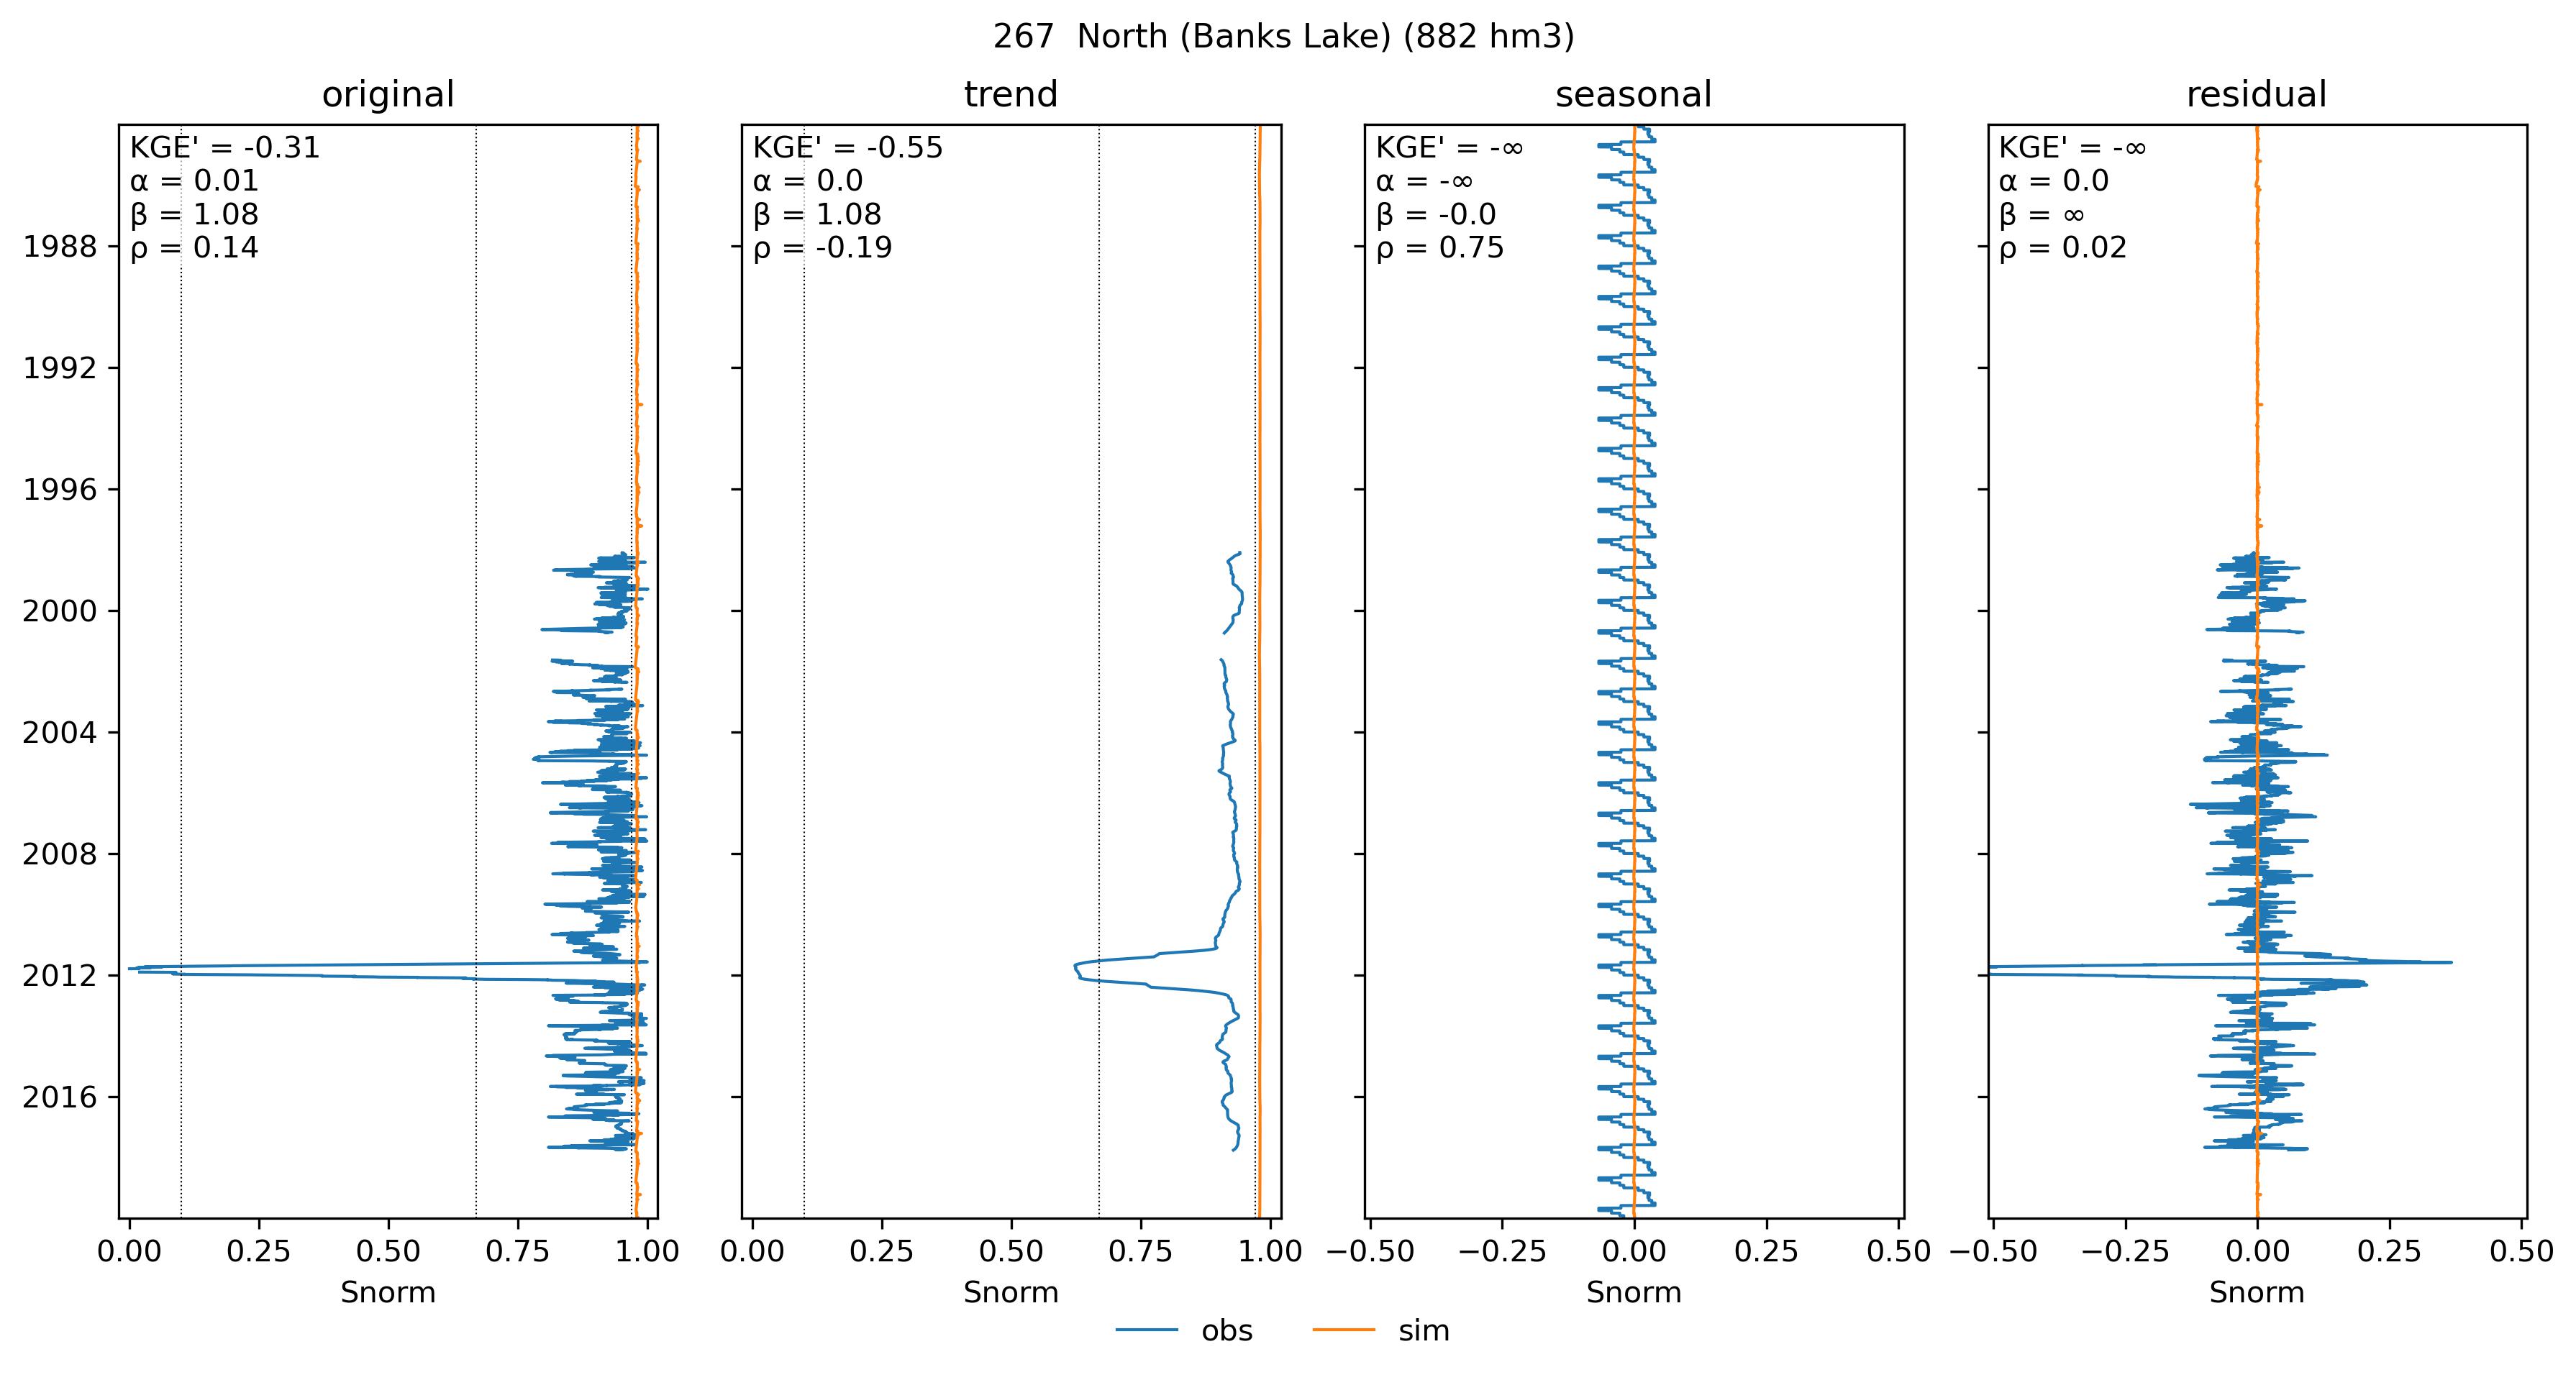 267  North (Banks Lake) (882 hm3)
original
trend
seasonal
residual
KGE' = -0.31
α = 0.01
β = 1.08
ρ = 0.14
KGE' = -0.55
α = 0.0
β = 1.08
ρ = -0.19
KGE' = -∞
α = -∞
β = -0.0
ρ = 0.75
KGE' = -∞
α = 0.0
β = ∞
ρ = 0.02
1988
1992
1996
2000
2004
2008
2012
2016
0.00 0.25 0.50 0.75 1.00
0.00 0.25 0.50 0.75 1.00
−0.50 −0.25 0.00 0.25 0.50
−0.50 −0.25 0.00 0.25 0.50
Snorm
Snorm
Snorm
Snorm
obs
sim